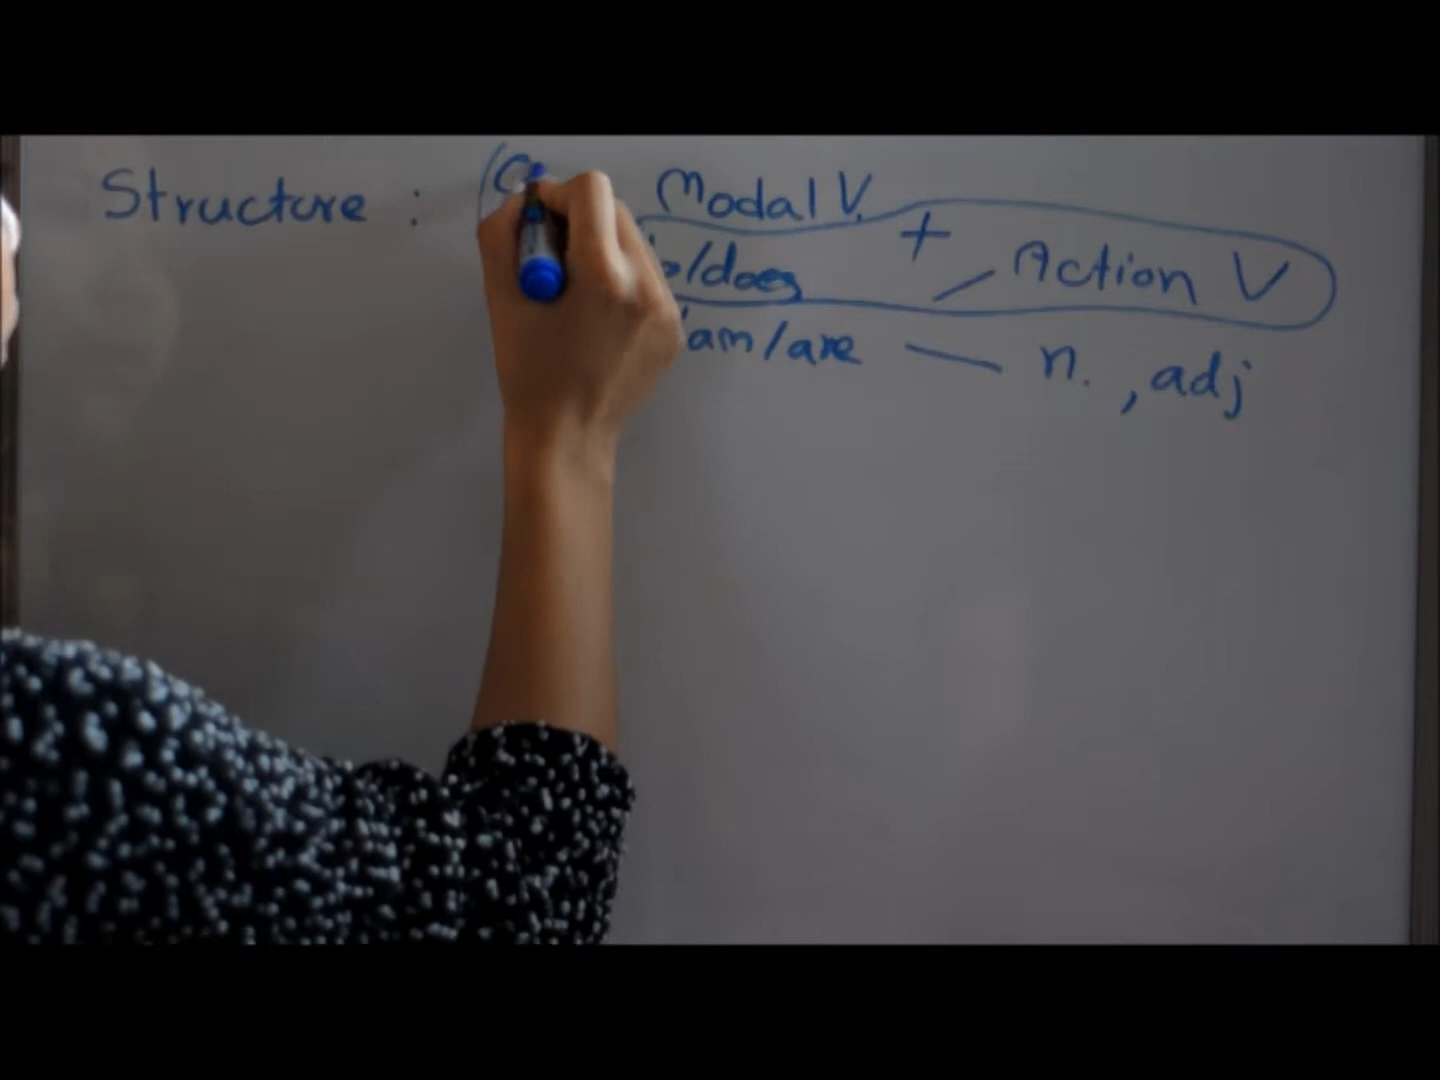 Structure : Modal V.
/does + Action V
/am/are — n. , adj